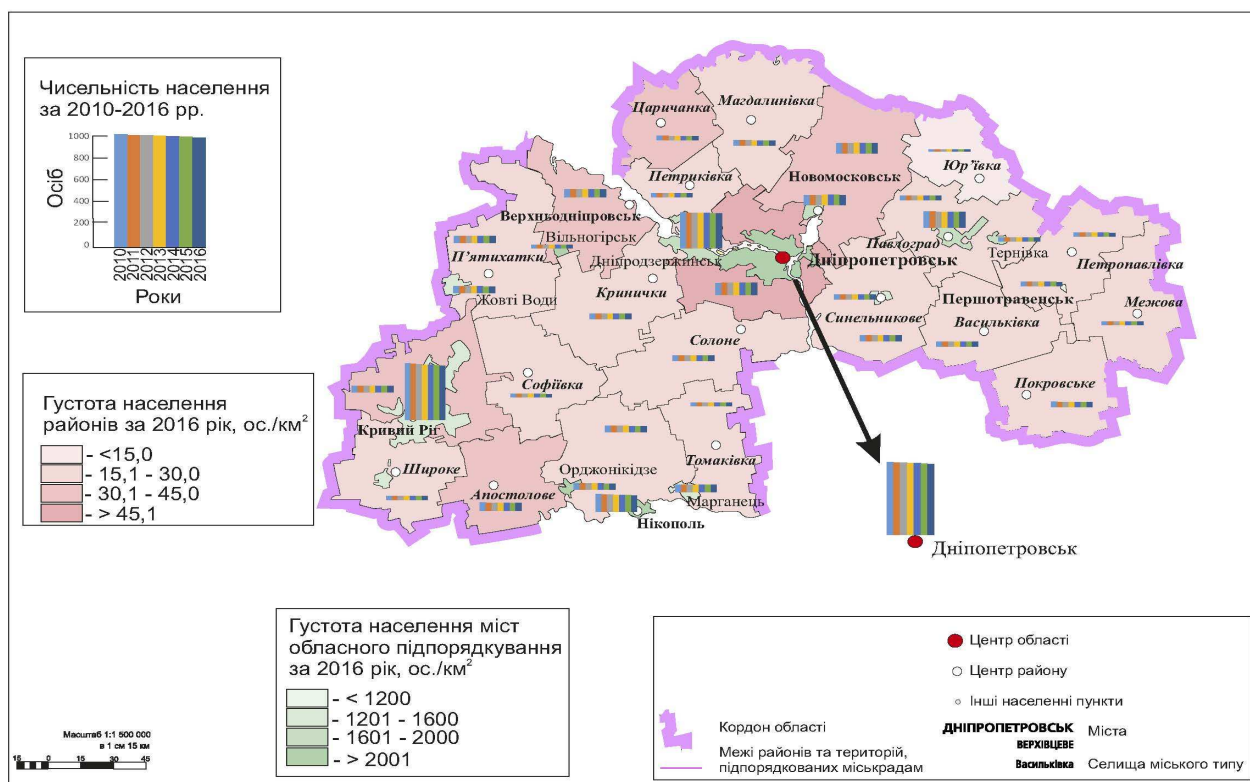 Чисельність населення
за 2010-2016 рр.
1000
800
600
400
200
0
Осіб
2010
2011
2012
2013
2014
2015
2016
Роки
Густота населення
районів за 2016 рік, ос./км²
- <15,0
- 15,1 - 30,0
- 30,1 - 45,0
- > 45,1
Царичанка
Магдалинівка
Петриківка
Новомосковськ
Юр’ївка
Верхньодніпровськ
Вільногірськ
П’ятихатки
Дніпродзержинськ
Дніпропетровськ
Павлоград
Тернівка
Петропавлівка
Жовті Води
Кринички
Першотравенськ
Межова
Синельникове
Васильківка
Солоне
Софіївка
Покровське
Кривий Ріг
Широке
Апостолове
Орджонікідзе
Томаківка
Марганець
Нікополь
Дніпопетровськ
Густота населення міст
обласного підпорядкування
за 2016 рік, ос./км²
- < 1200
- 1201 - 1600
- 1601 - 2000
- > 2001
Масштаб 1:1 500 000
в 1 см 15 км
15 0 15 30 45
Центр області
Центр району
Інші населенні пункти
Кордон області
Межі районів та територій,
підпорядкованих міськрадам
ДНІПРОПЕТРОВСЬК
ВЕРХІВЦЕВЕ
Міста
Васильківка Селища міського типу